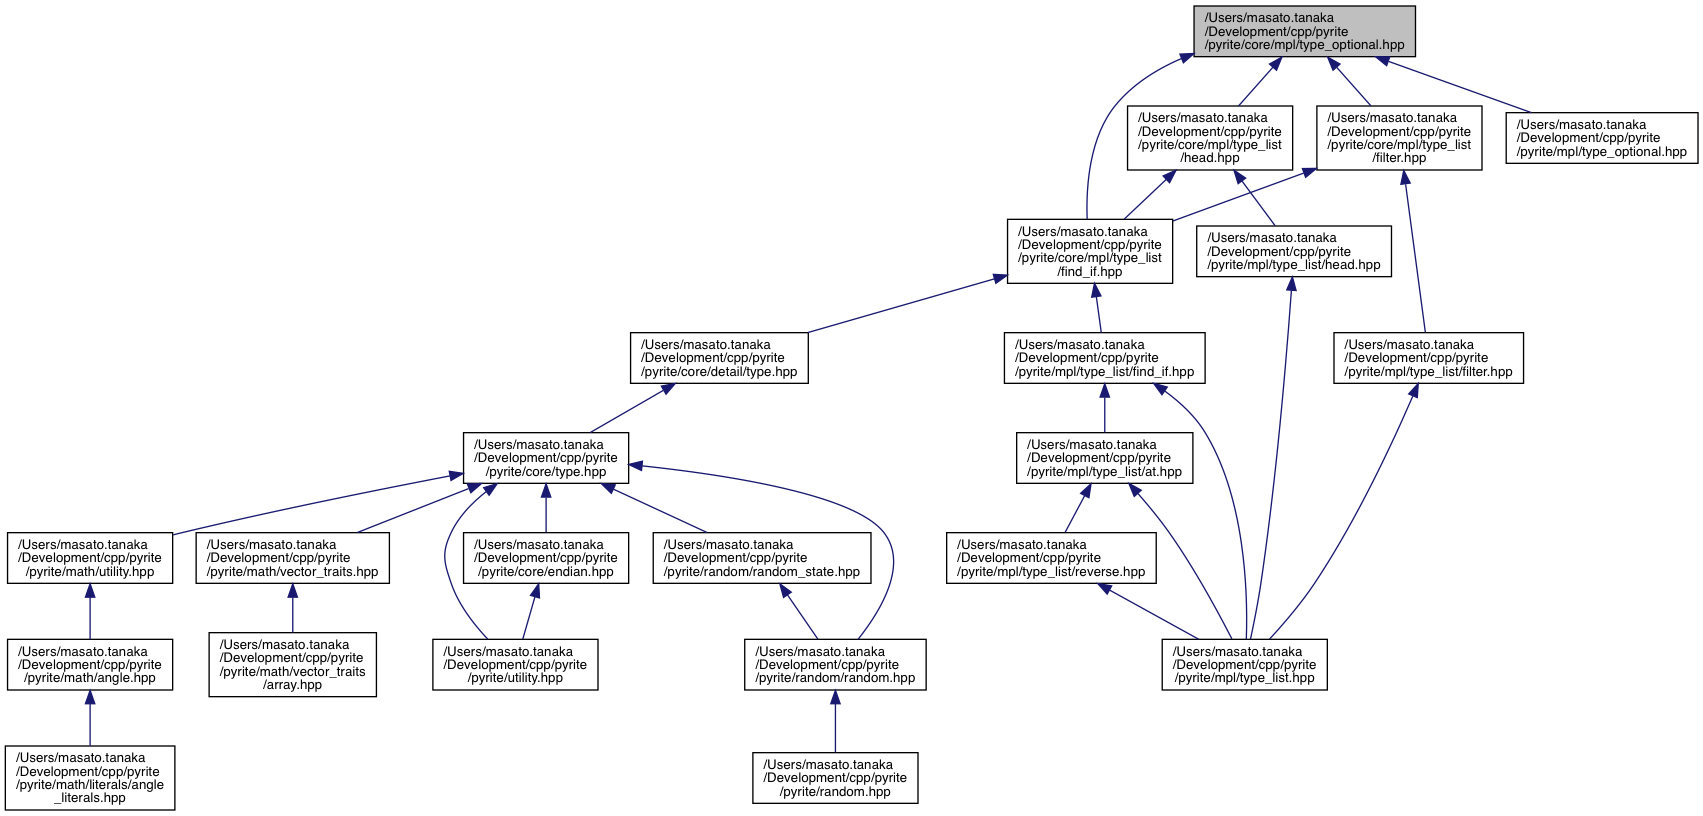 /Users/masato.tanaka
/Development/cpp/pyrite
/pyrite/core/mpl/type_optional.hpp
/Users/masato.tanaka
/Development/cpp/pyrite
/pyrite/core/mpl/type_list
/head.hpp
/Users/masato.tanaka
/Development/cpp/pyrite
/pyrite/core/mpl/type_list
/filter.hpp
/Users/masato.tanaka
/Development/cpp/pyrite
/pyrite/mpl/type_optional.hpp
/Users/masato.tanaka
/Development/cpp/pyrite
/pyrite/core/mpl/type_list
/find_if.hpp
/Users/masato.tanaka
/Development/cpp/pyrite
/pyrite/mpl/type_list/head.hpp
/Users/masato.tanaka
/Development/cpp/pyrite
/pyrite/core/detail/type.hpp
/Users/masato.tanaka
/Development/cpp/pyrite
/pyrite/mpl/type_list/find_if.hpp
/Users/masato.tanaka
/Development/cpp/pyrite
/pyrite/mpl/type_list/filter.hpp
/Users/masato.tanaka
/Development/cpp/pyrite
/pyrite/core/type.hpp
/Users/masato.tanaka
/Development/cpp/pyrite
/pyrite/mpl/type_list/at.hpp
/Users/masato.tanaka
/Development/cpp/pyrite
/pyrite/math/utility.hpp
/Users/masato.tanaka
/Development/cpp/pyrite
/pyrite/math/vector_traits.hpp
/Users/masato.tanaka
/Development/cpp/pyrite
/pyrite/core/endian.hpp
/Users/masato.tanaka
/Development/cpp/pyrite
/pyrite/random/random_state.hpp
/Users/masato.tanaka
/Development/cpp/pyrite
/pyrite/mpl/type_list/reverse.hpp
/Users/masato.tanaka
/Development/cpp/pyrite
/pyrite/math/angle.hpp
/Users/masato.tanaka
/Development/cpp/pyrite
/pyrite/math/vector_traits
/array.hpp
/Users/masato.tanaka
/Development/cpp/pyrite
/pyrite/utility.hpp
/Users/masato.tanaka
/Development/cpp/pyrite
/pyrite/random/random.hpp
/Users/masato.tanaka
/Development/cpp/pyrite
/pyrite/mpl/type_list.hpp
/Users/masato.tanaka
/Development/cpp/pyrite
/pyrite/math/literals/angle
_literals.hpp
/Users/masato.tanaka
/Development/cpp/pyrite
/pyrite/random.hpp